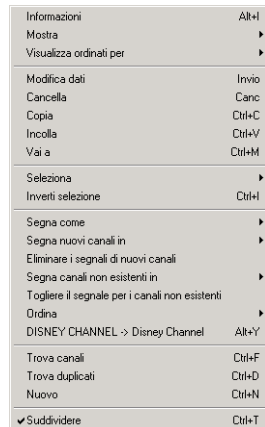 Informazioni Alt+I
Mostra
Visualizza ordinati per
Modifica dati Invio
Cancella Canc
Copia Ctrl+C
Incolla Ctrl+V
Vai a Ctrl+M
Seleziona
Inverti selezione Ctrl+I
Segna come
Segna nuovi canali in
Eliminare i segnali di nuovi canali
Segna canali non esistenti in
Togliere il segnale per i canali non esistenti
Ordina
DISNEY CHANNEL -> Disney Channel Alt+Y
Trova canali Ctrl+F
Trova duplicati Ctrl+D
Nuovo Ctrl+N
Suddividere Ctrl+T